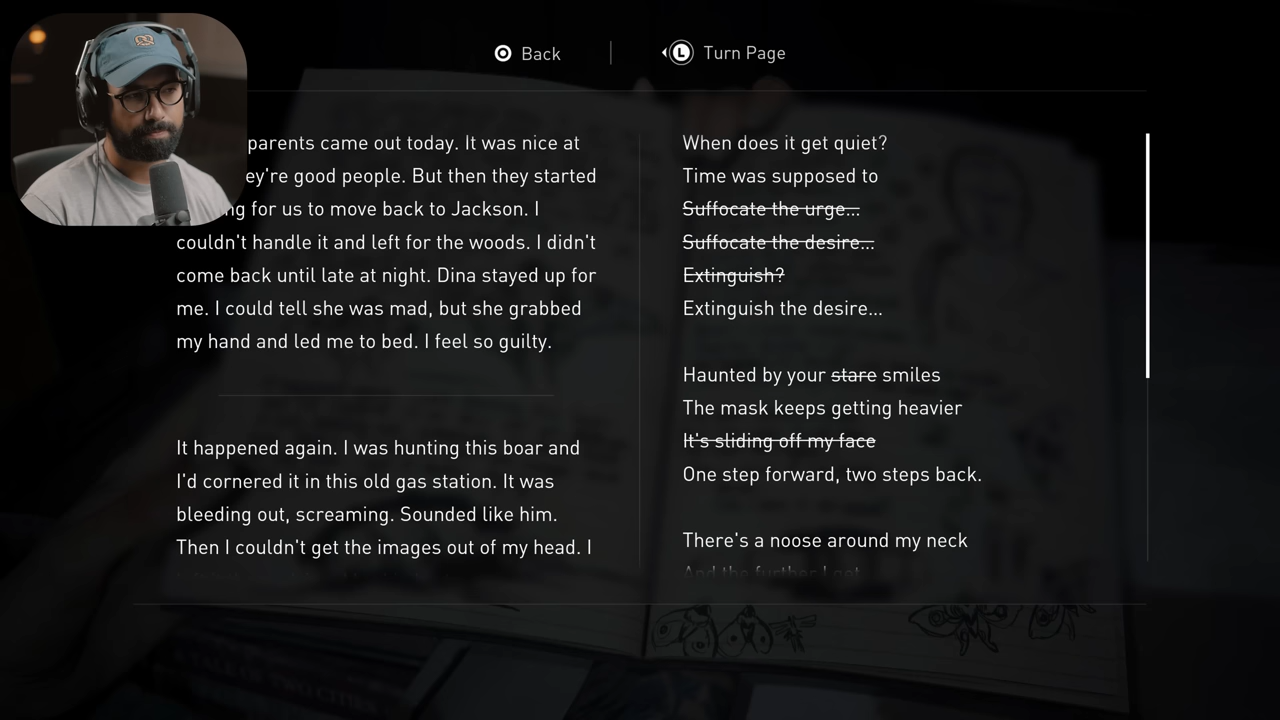 Back
Turn Page
parents came out today. It was nice at
ey're good people. But then they started
ng for us to move back to Jackson. I
couldn't handle it and left for the woods. I didn't
come back until late at night. Dina stayed up for
me. I could tell she was mad, but she grabbed
my hand and led me to bed. I feel so guilty.
It happened again. I was hunting this boar and
I'd cornered it in this old gas station. It was
bleeding out, screaming. Sounded like him.
Then I couldn't get the images out of my head. I
When does it get quiet?
Time was supposed to
Suffocate the urge...
Suffocate the desire...
Extinguish?
Extinguish the desire...
Haunted by your stare smiles
The mask keeps getting heavier
It's sliding off my face
One step forward, two steps back.
There's a noose around my neck
And the further I get